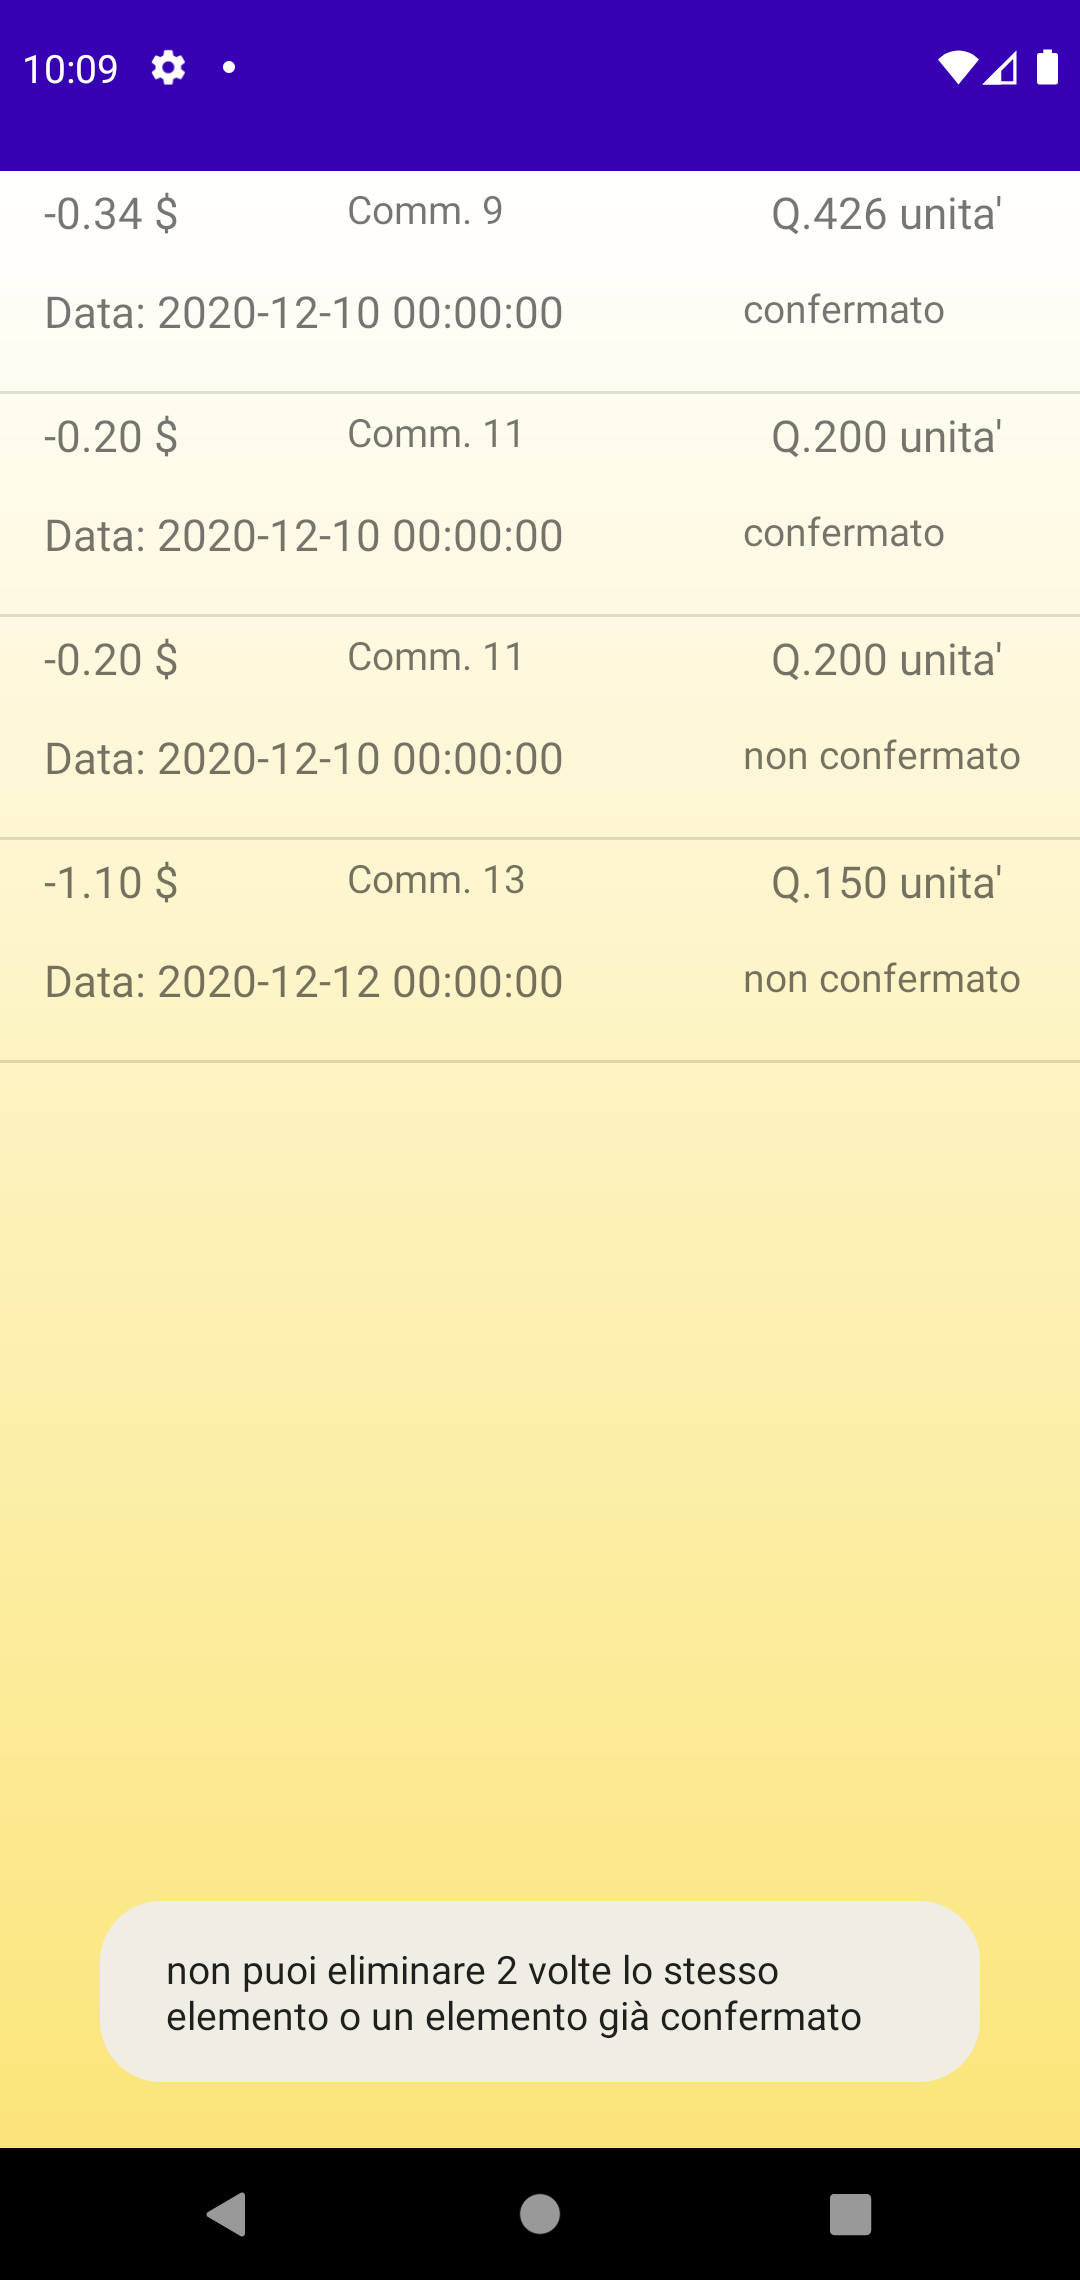 10:09
-0.34 $ Comm. 9 Q.426 unita'
Data: 2020-12-10 00:00:00 confermato
-0.20 $ Comm. 11 Q.200 unita'
Data: 2020-12-10 00:00:00 confermato
-0.20 $ Comm. 11 Q.200 unita'
Data: 2020-12-10 00:00:00 non confermato
-1.10 $ Comm. 13 Q.150 unita'
Data: 2020-12-12 00:00:00 non confermato
non puoi eliminare 2 volte lo stesso
elemento o un elemento già confermato